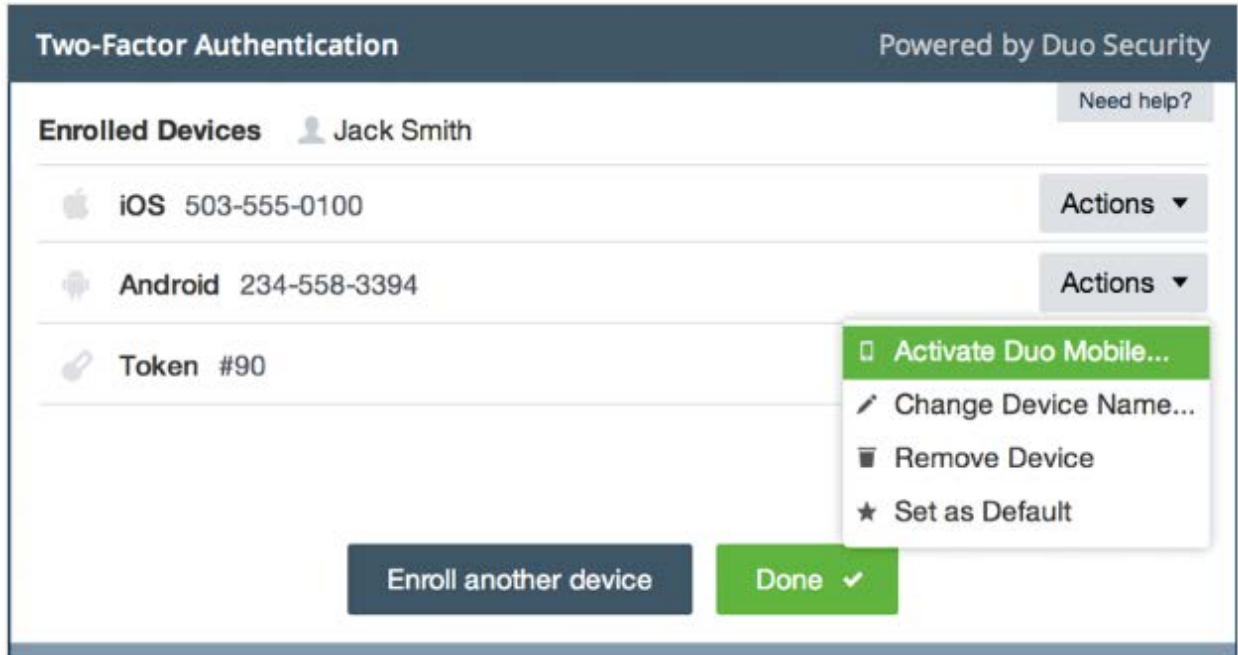 Two-Factor Authentication Powered by Duo Security
Need help?
Enrolled Devices Jack Smith
iOS 503-555-0100 Actions
Android 234-558-3394 Actions
Token #90
Activate Duo Mobile...
Change Device Name...
Remove Device
Set as Default
Enroll another device Done